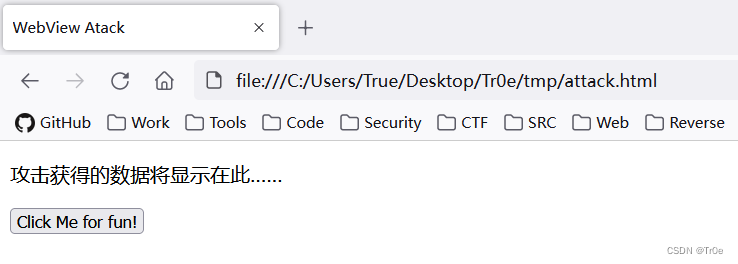 WebView Atack
file:///C:/Users/True/Desktop/Tr0e/tmp/attack.html
GitHub Work Tools Code Security CTF SRC Web Reverse
攻击获得的数据将显示在此……
Click Me for fun!
CSDN @Tr0e